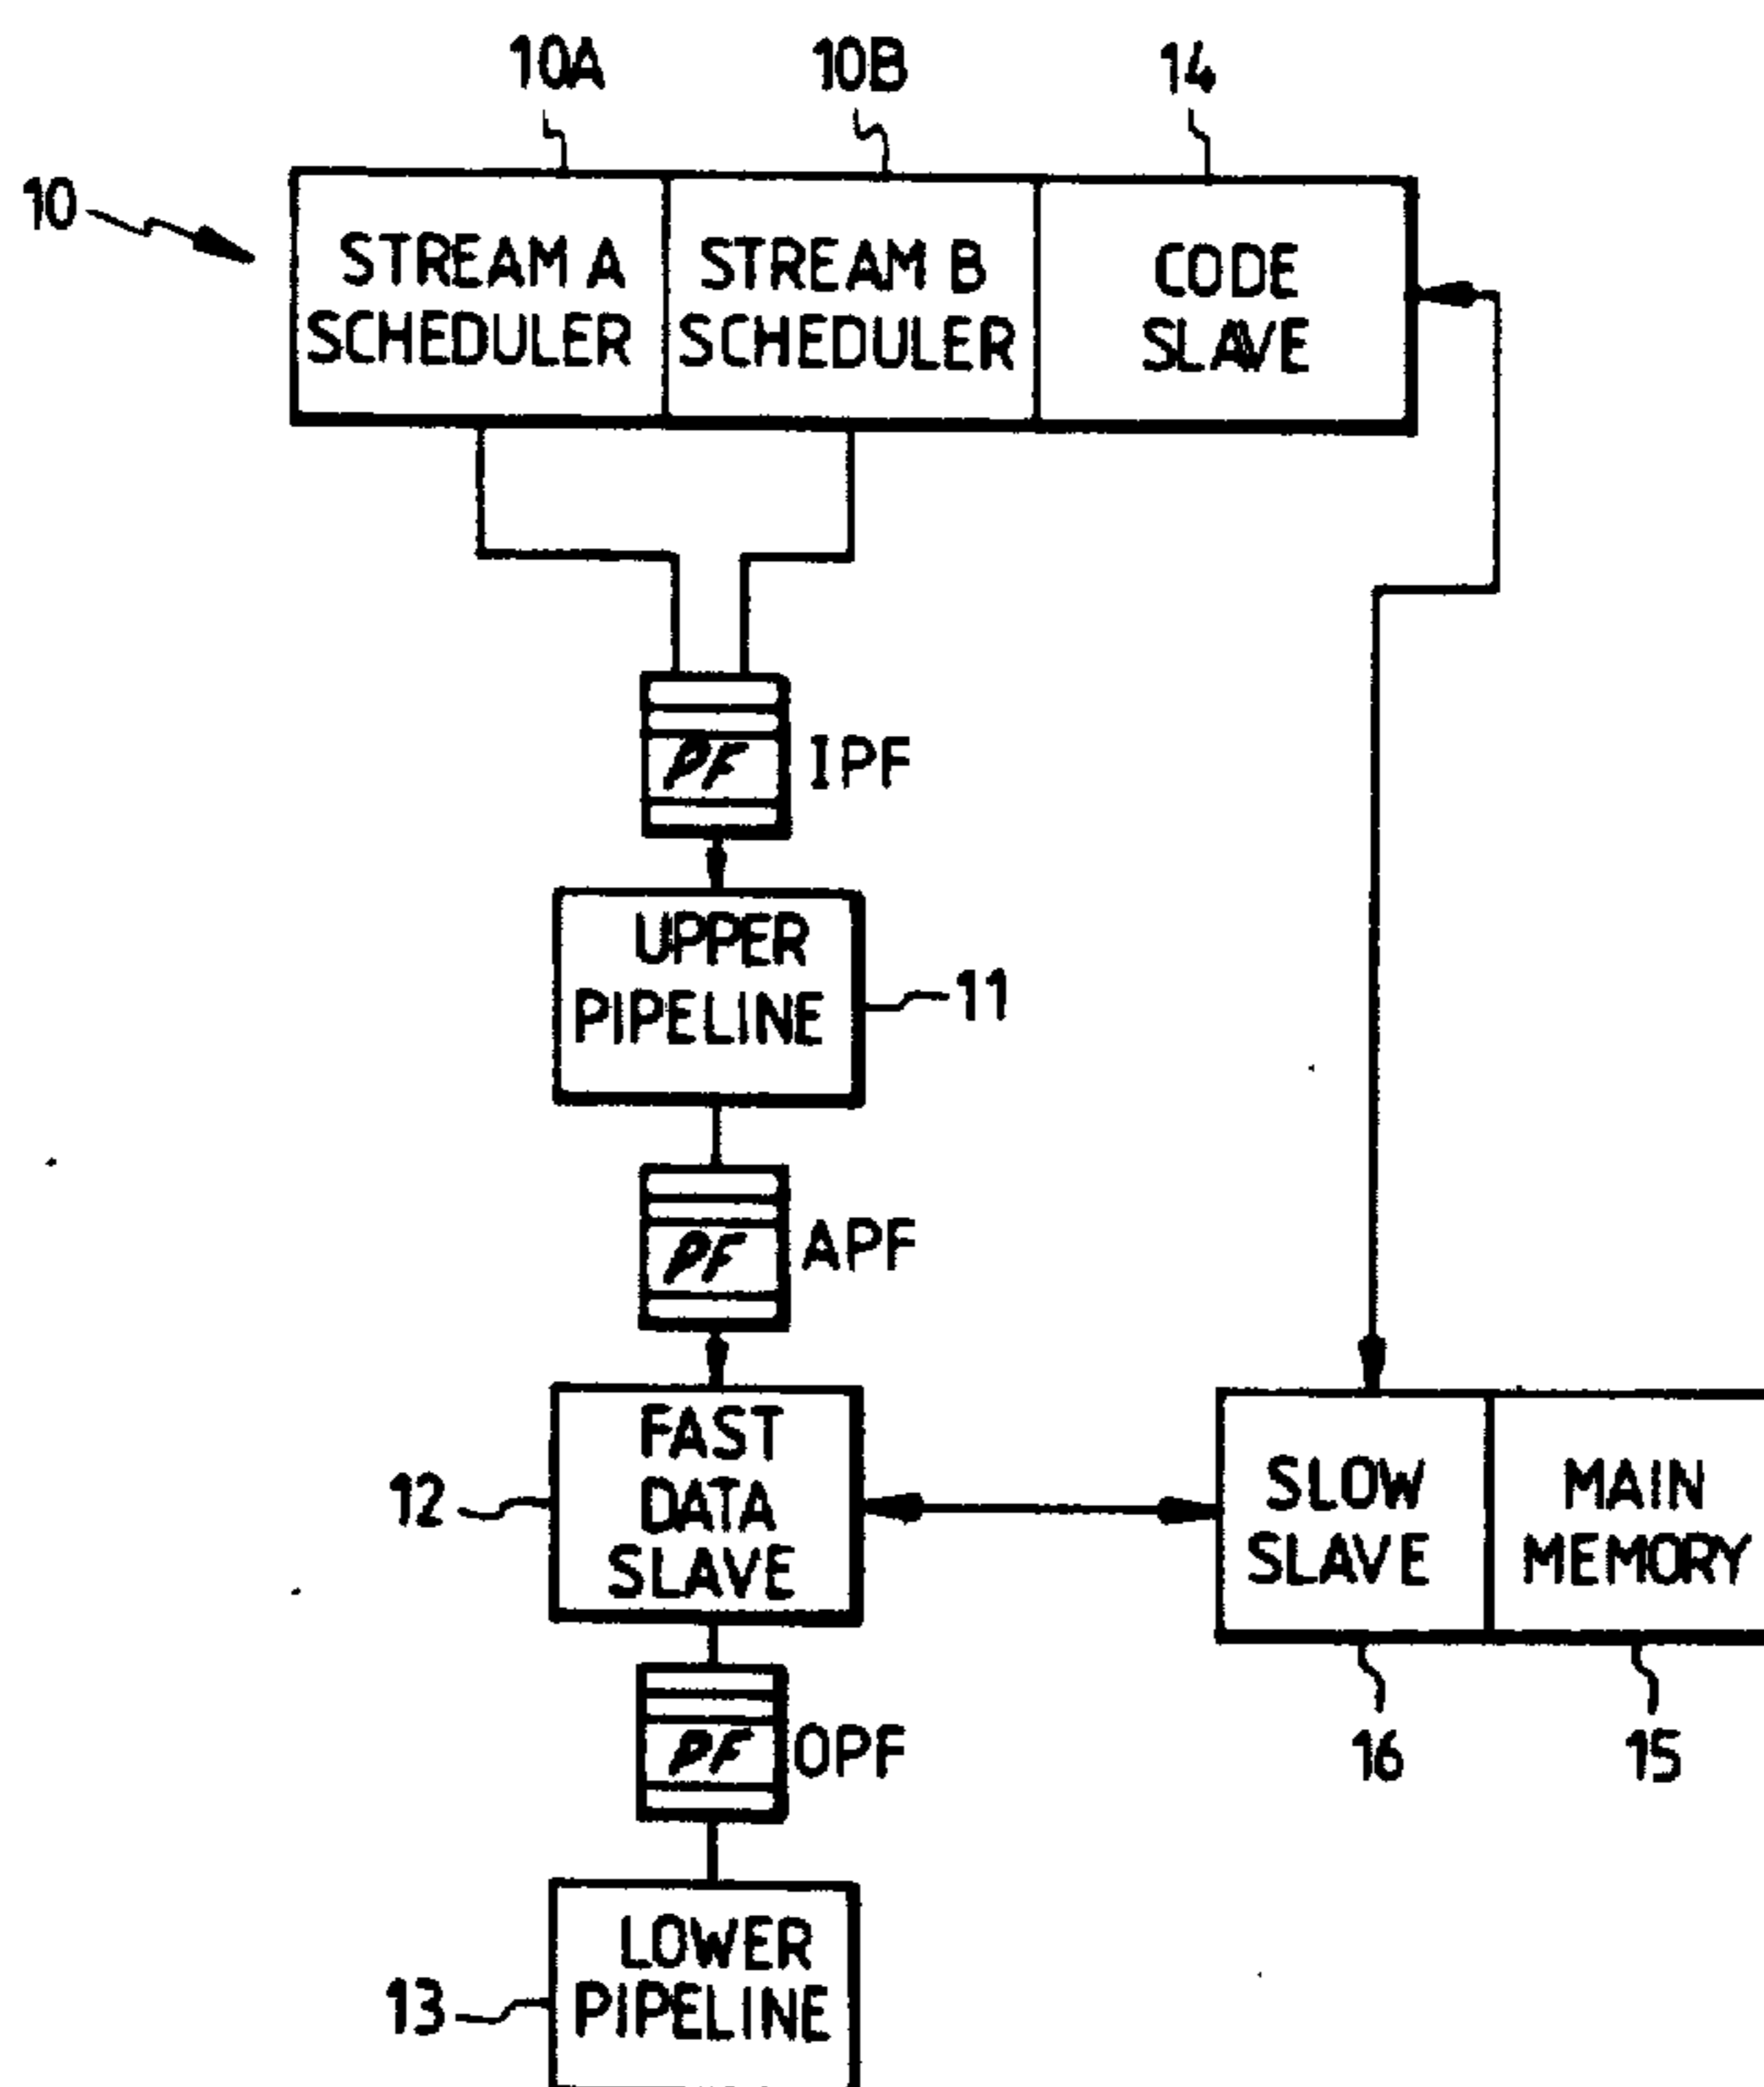 10A
10B
14
10
STREAM A
SCHEDULER
STREAM B
SCHEDULER
CODE
SLAVE
PF
IPF
UPPER
PIPELINE
11
PF
APF
FAST
DATA
SLAVE
12
SLOW
SLAVE
MAIN
MEMORY
PF
OPF
16
15
LOWER
PIPELINE
13